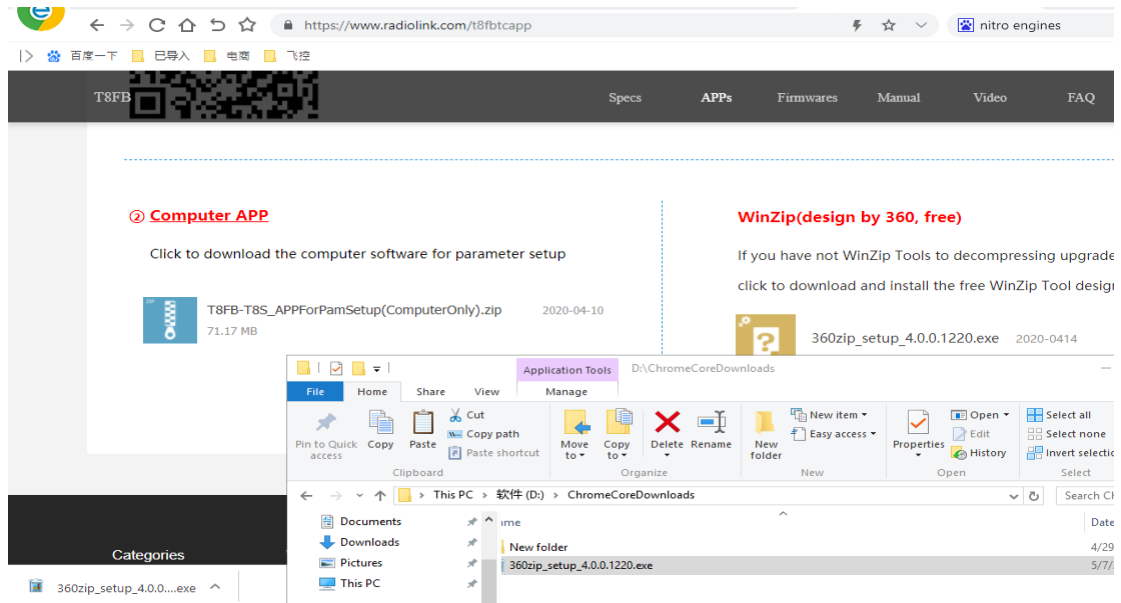 https://www.radiolink.com/t8fbtcapp
nitro engines
百度一下 已导入 电商 飞控
T8FB Specs APPs Firmwares Manual Video FAQ
② Computer APP
Click to download the computer software for parameter setup
T8FB-T8S_APPForPamSetup(ComputerOnly).zip 2020-04-10
71.17 MB
WinZip(design by 360, free)
If you have not WinZip Tools to decompressing upgrade
click to download and install the free WinZip Tool design
360zip_setup_4.0.0.1220.exe 2020-0414
Application Tools D:\ChromeCoreDownloads
File Home Share View Manage
Pin to Quick access
Copy
Paste
Cut
Copy path
Paste shortcut
Clipboard
Move to
Copy to
Delete
Rename
Organize
New folder
New item
Easy access
New
Properties
Open
Edit
History
Open
Select all
Select none
Invert selectic
Select
This PC > 软件 (D:) > ChromeCoreDownloads
Search Ch
Documents
Downloads
Pictures
This PC
ame
Date
New folder 4/29
360zip_setup_4.0.0.1220.exe 5/7/
Categories
360zip_setup_4.0.0....exe